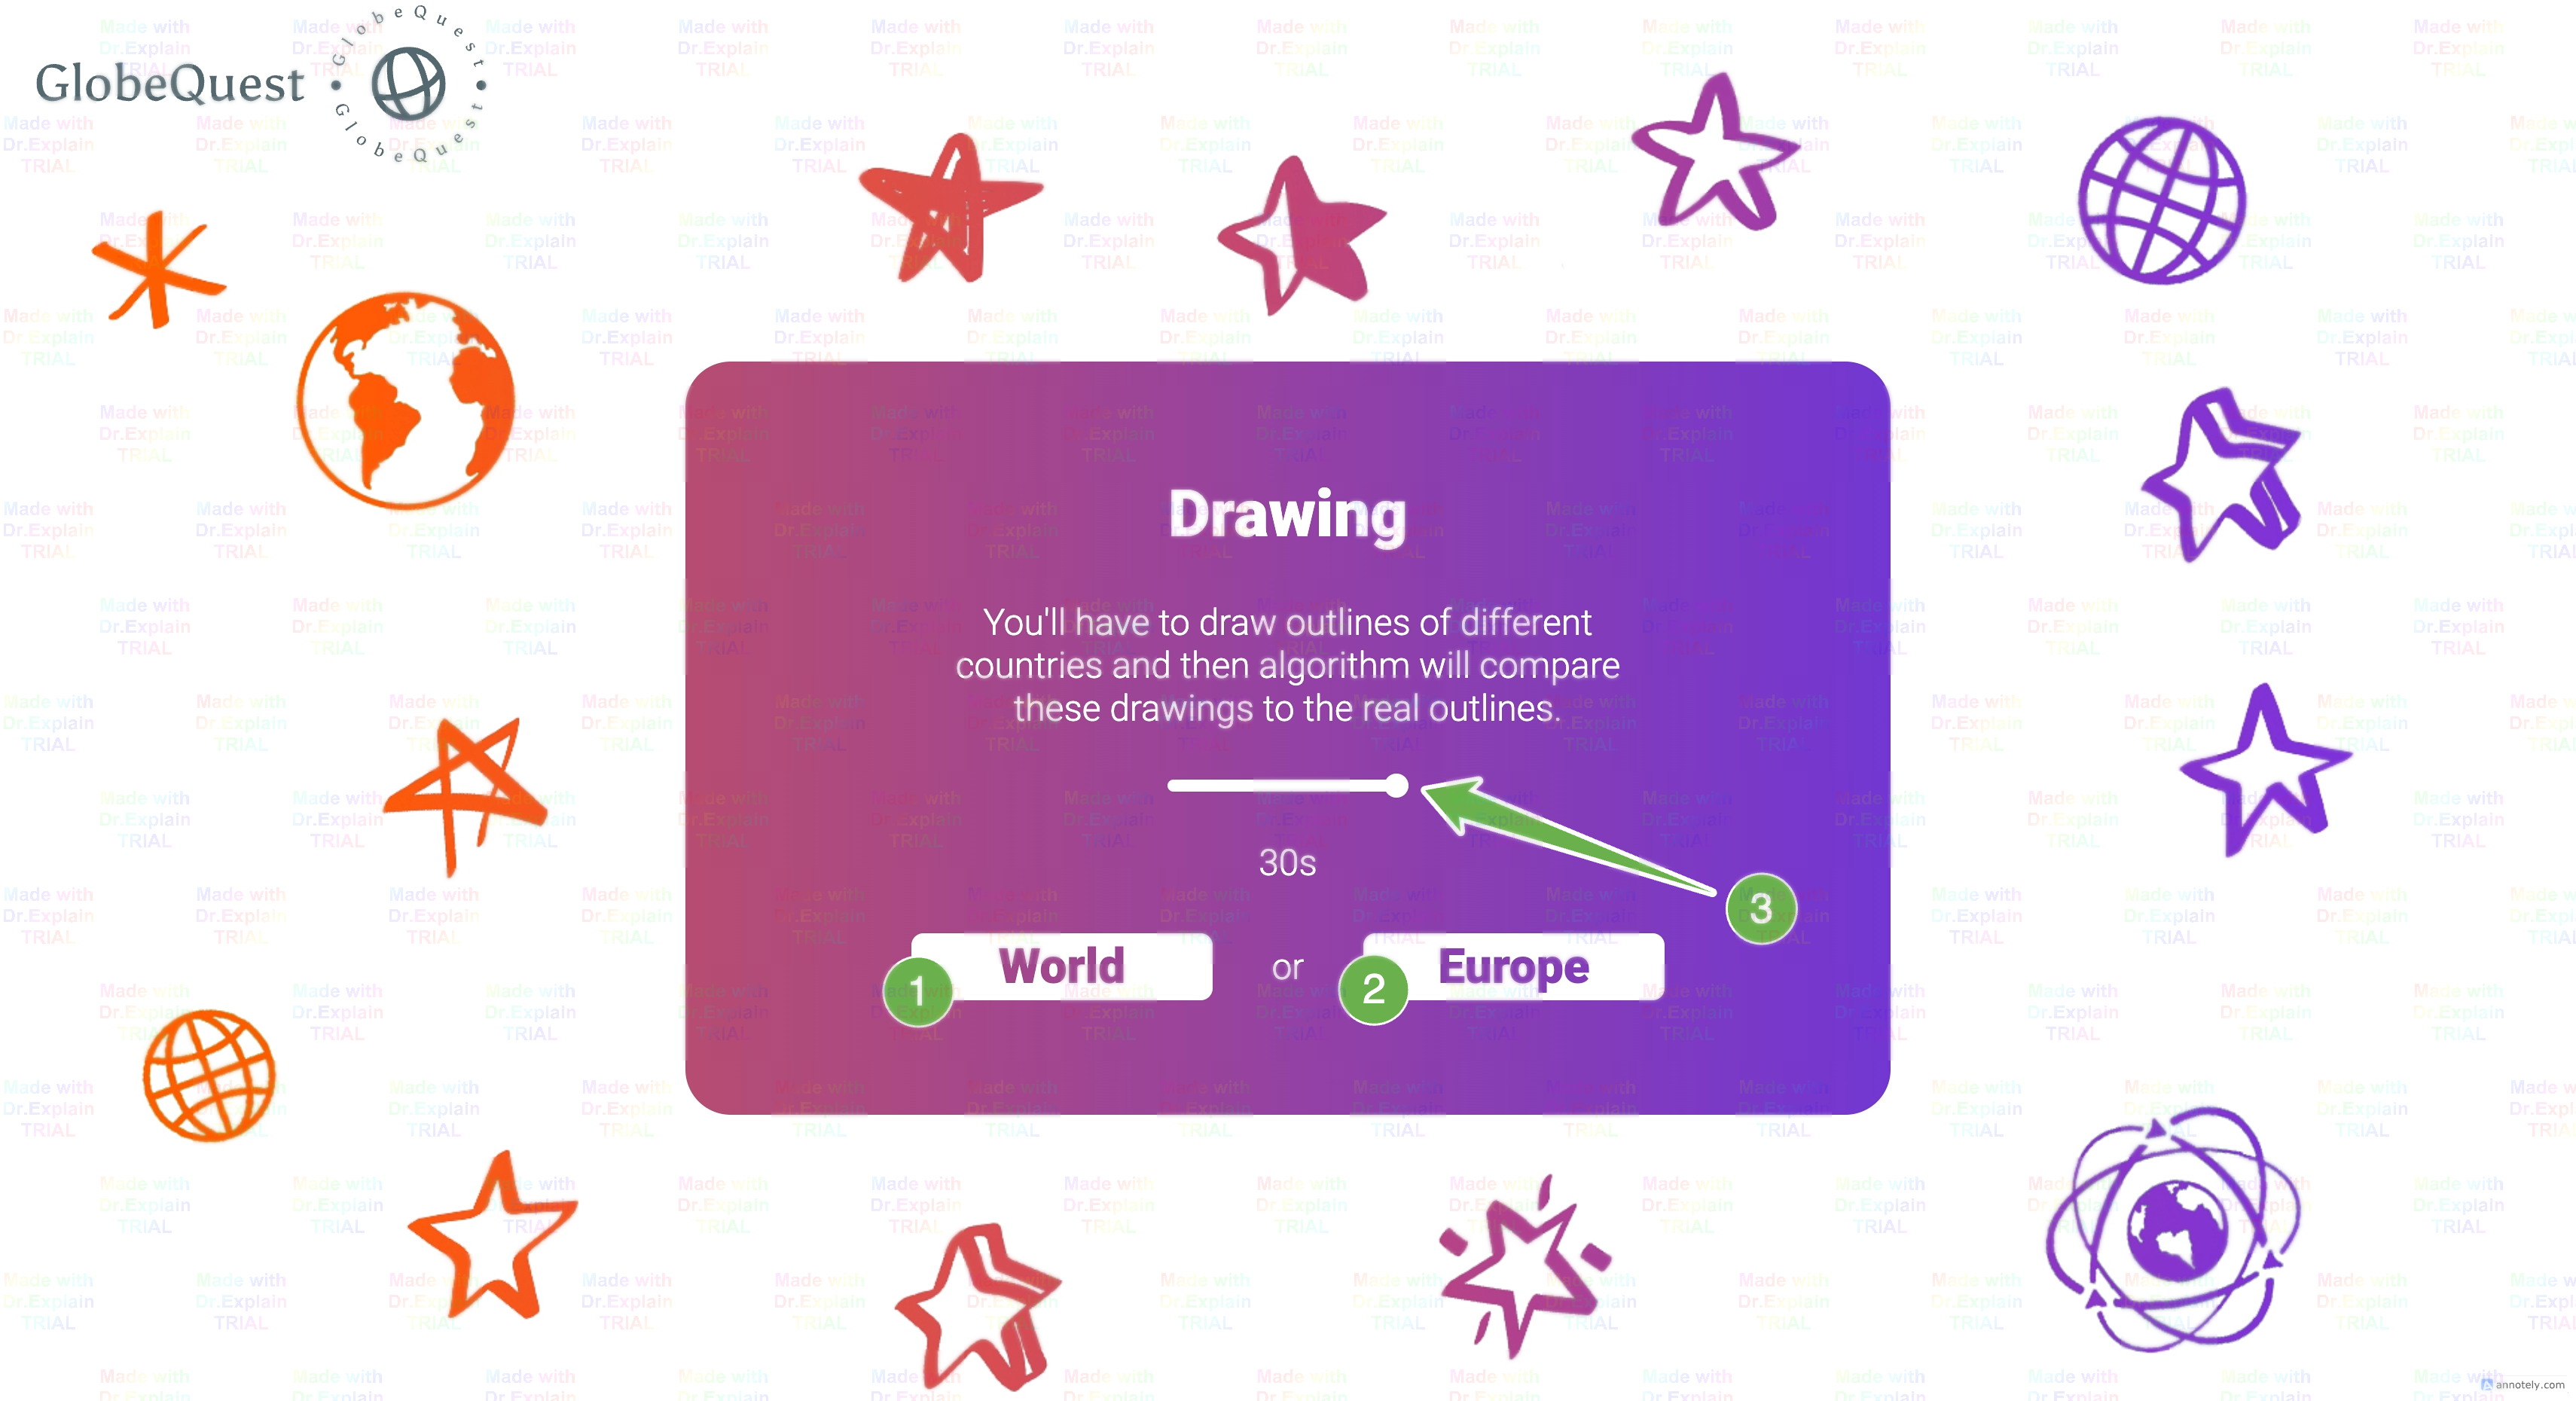 GlobeQuest
GlobeQuest
GlobeQuest
Drawing
You'll have to draw outlines of different
countries and then algorithm will compare
these drawings to the real outlines.
30s
3
1
World
or
2
Europe
Made with
Dr.Explain
TRIAL
annotely.com